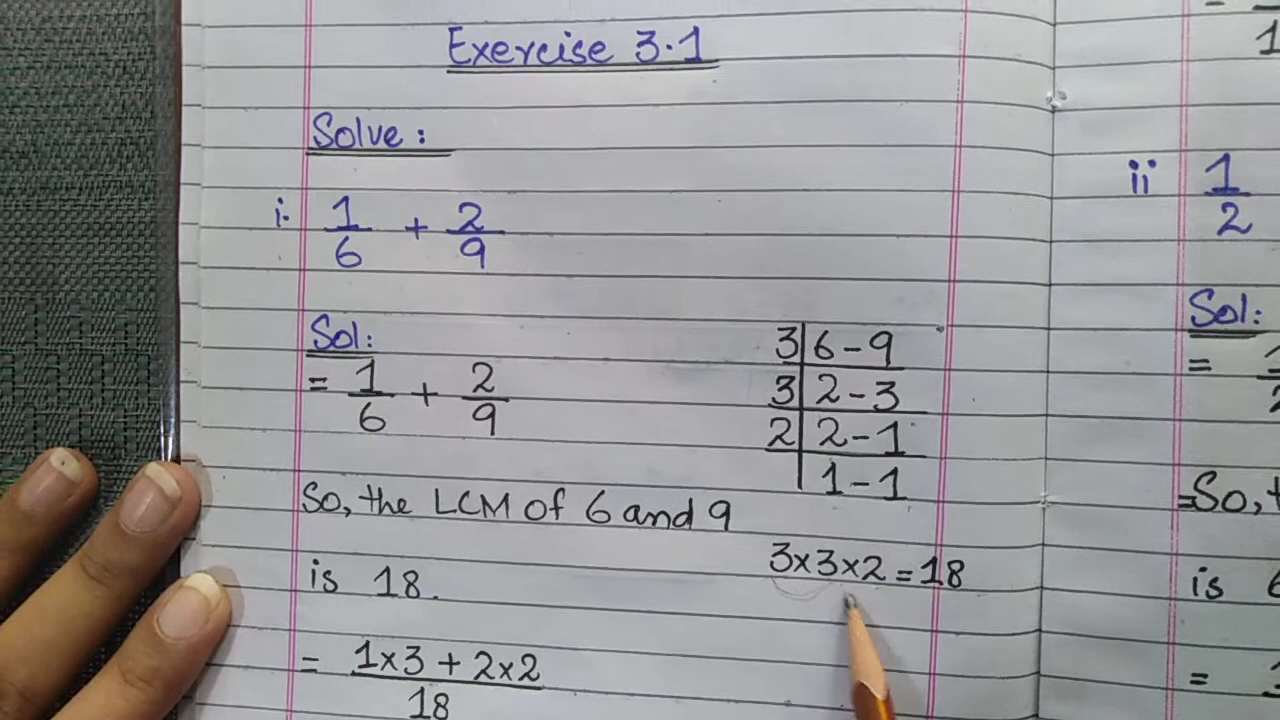 Exercise 3.1
Solve:
i. 1/6 + 2/9
Sol:
= 1/6 + 2/9
3 | 6 - 9
3 | 2 - 3
2 | 2 - 1
1 - 1
So, the LCM of 6 and 9
is 18.
3×3×2=18
= 1×3 + 2×2 / 18
1
ii 1/2
Sol:
=
=So,
is 6
=